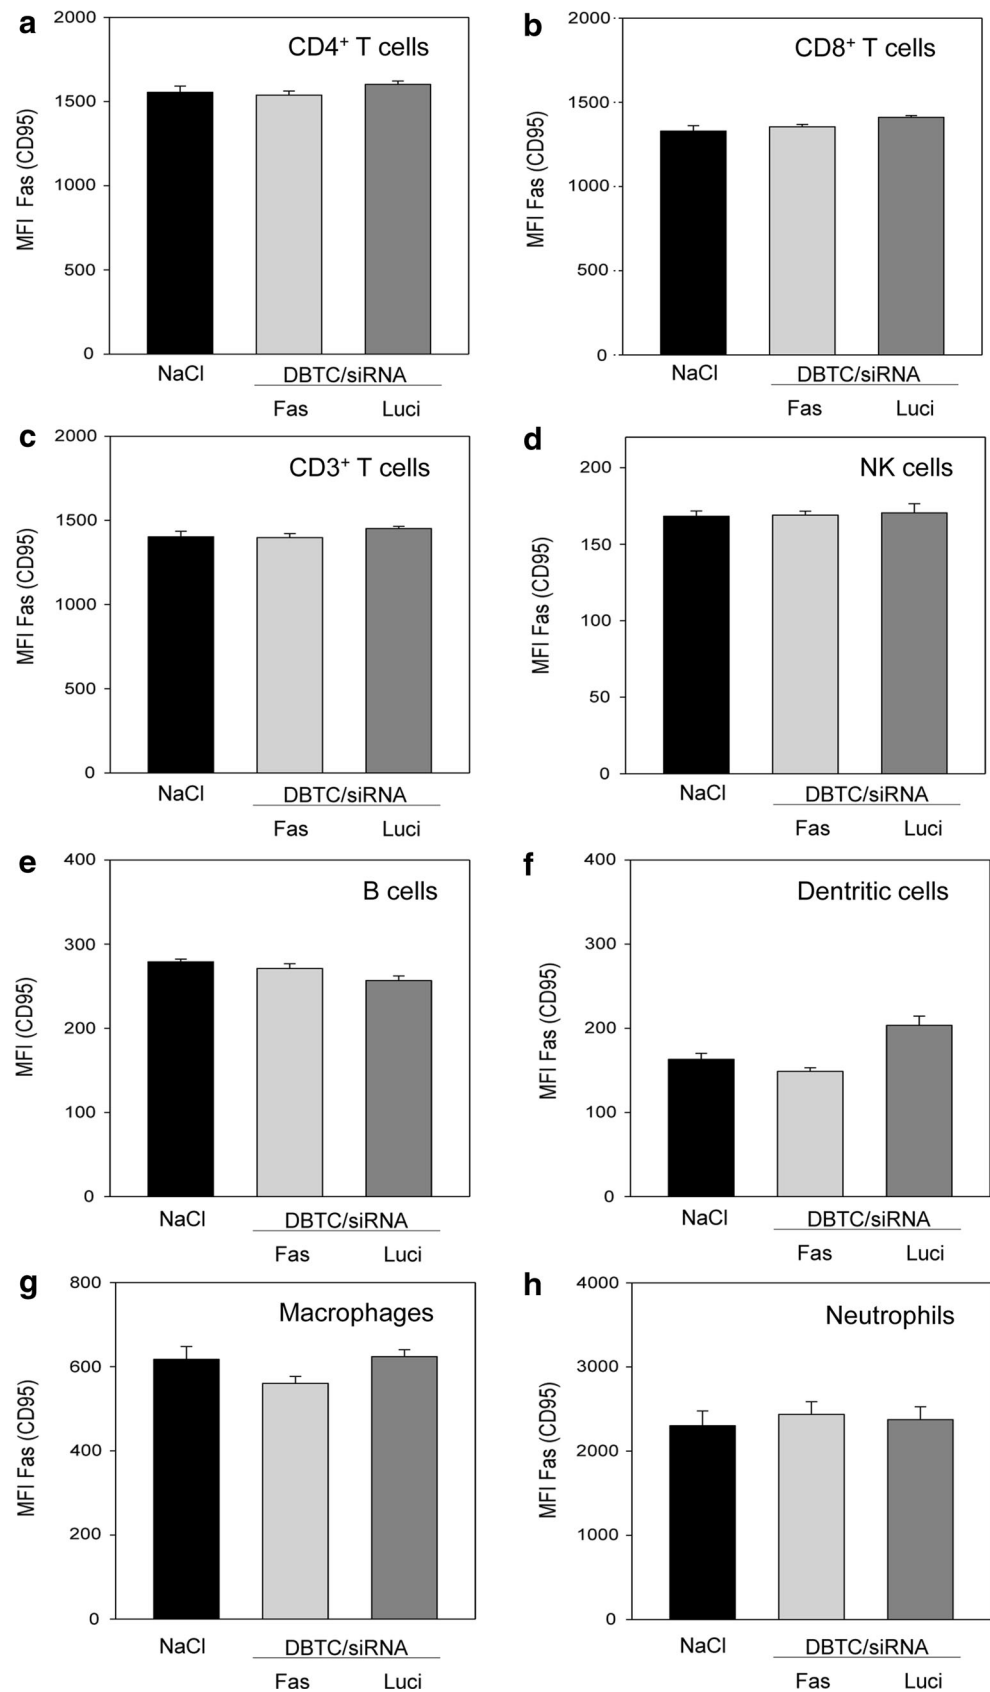 a
CD4⁺ T cells
MFI Fas (CD95)
2000
1500
1000
500
0
NaCl
DBTC/siRNA
Fas
Luci
b
CD8⁺ T cells
MFI Fas (CD95)
2000
1500
1000
500
0
NaCl
DBTC/siRNA
Fas
Luci
c
CD3⁺ T cells
MFI Fas (CD95)
2000
1500
1000
500
0
NaCl
DBTC/siRNA
Fas
Luci
d
NK cells
MFI Fas (CD95)
200
150
100
50
0
NaCl
DBTC/siRNA
Fas
Luci
e
B cells
MFI (CD95)
400
300
200
100
0
NaCl
DBTC/siRNA
Fas
Luci
f
Dentritic cells
MFI Fas (CD95)
400
300
200
100
0
NaCl
DBTC/siRNA
Fas
Luci
g
Macrophages
MFI Fas (CD95)
800
600
400
200
0
NaCl
DBTC/siRNA
Fas
Luci
h
Neutrophils
MFI Fas (CD95)
4000
3000
2000
1000
0
NaCl
DBTC/siRNA
Fas
Luci